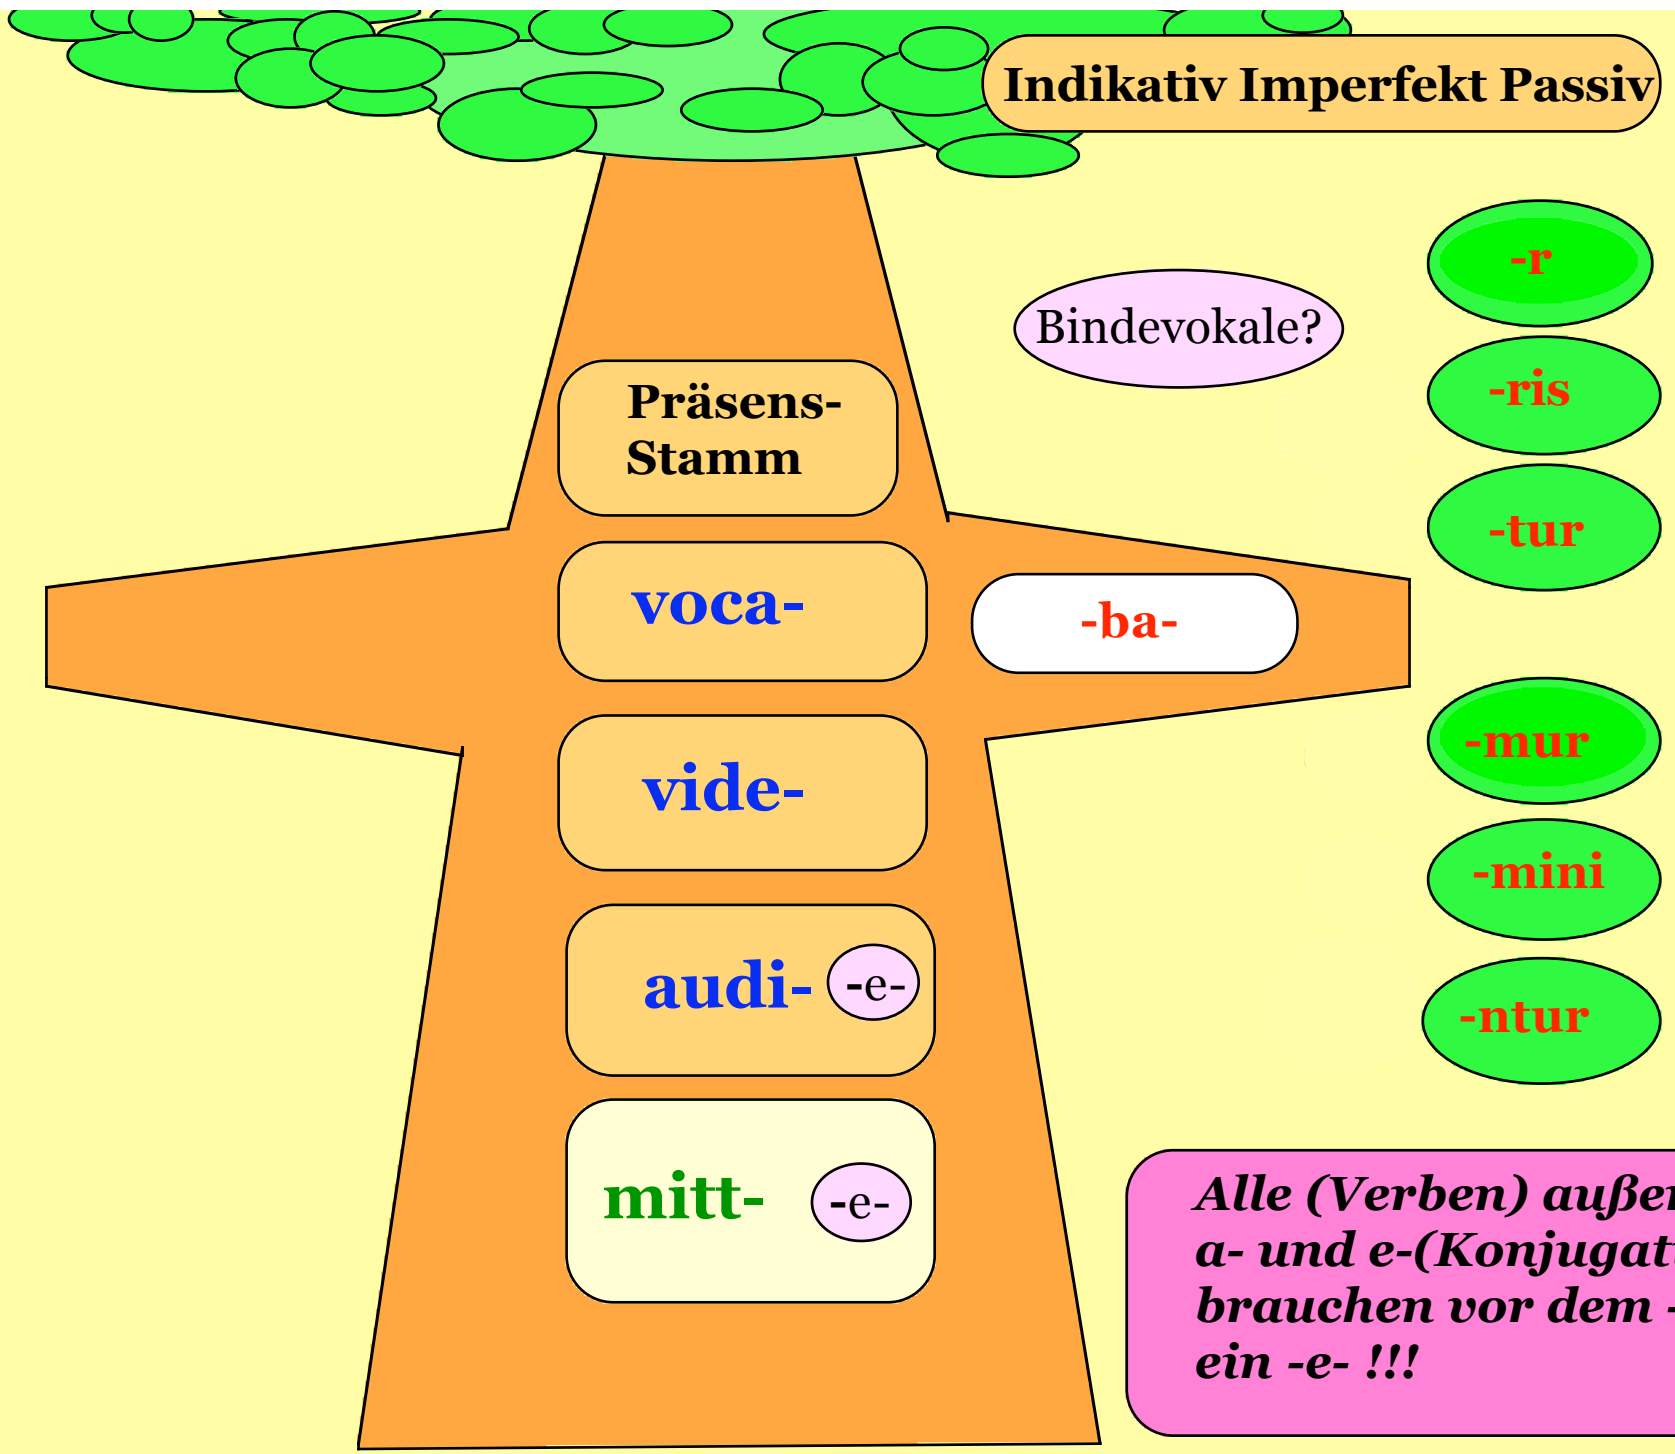 Indikativ Imperfekt Passiv
-r
Bindevokale?
-ris
Präsens-
Stamm
-tur
voca-
-ba-
-mur
vide-
-mini
audi- -e-
-ntur
mitt- -e-
Alle (Verben) außer
a- und e-(Konjugati
brauchen vor dem -
ein -e- !!!